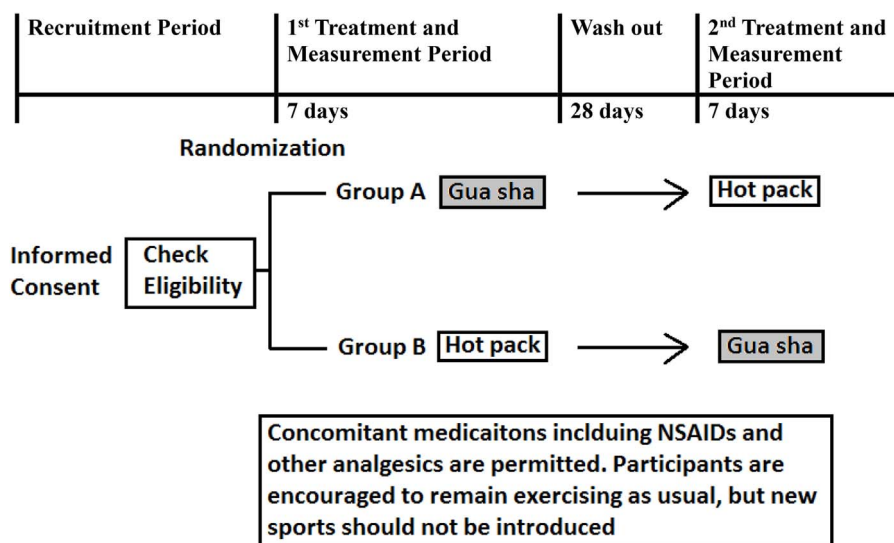 Recruitment Period
1st Treatment and
Measurement Period
Wash out
2nd Treatment and
Measurement
Period
7 days
28 days
7 days
Randomization
Group A
Gua sha
Hot pack
Informed
Consent
Check
Eligibility
Group B
Hot pack
Gua sha
Concomitant medicaitons inclduing NSAIDs and
other analgesics are permitted. Participants are
encouraged to remain exercising as usual, but new
sports should not be introduced